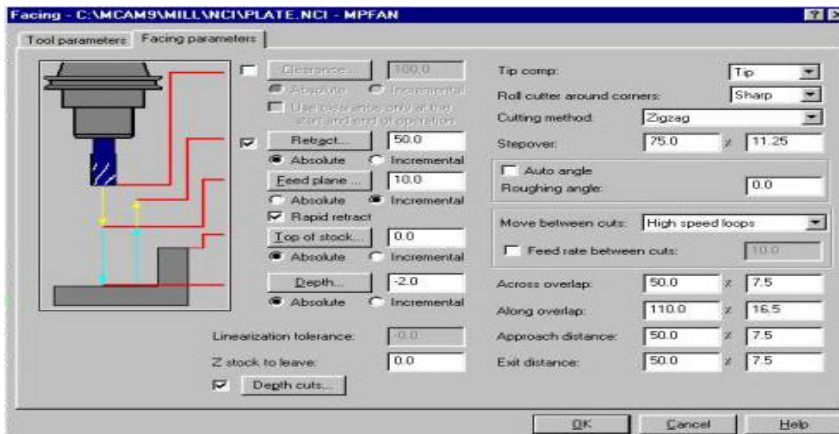 Facing - C:\MCAM9\MILL\NCI\PLATE.NCI - MPFAN
Tool parameters Facing parameters
Clearance... 100.0
Absolute Incremental
Use clearance only at the
start and end of operation
Retract... 50.0
Absolute Incremental
Feed plane ... 10.0
Absolute Incremental
Rapid retract
Top of stock... 0.0
Absolute Incremental
Depth... -2.0
Absolute Incremental
Linearization tolerance: -0.0
Z stock to leave: 0.0
Depth cuts...
Tip comp: Tip
Roll cutter around corners: Sharp
Cutting method: Zigzag
Stepover: 75.0 % 11.25
Auto angle
Roughing angle: 0.0
Move between cuts: High speed loops
Feed rate between cuts: 10.0
Across overlap: 50.0 % 7.5
Along overlap: 110.0 % 16.5
Approach distance: 50.0 % 7.5
Exit distance: 50.0 % 7.5
OK Cancel Help